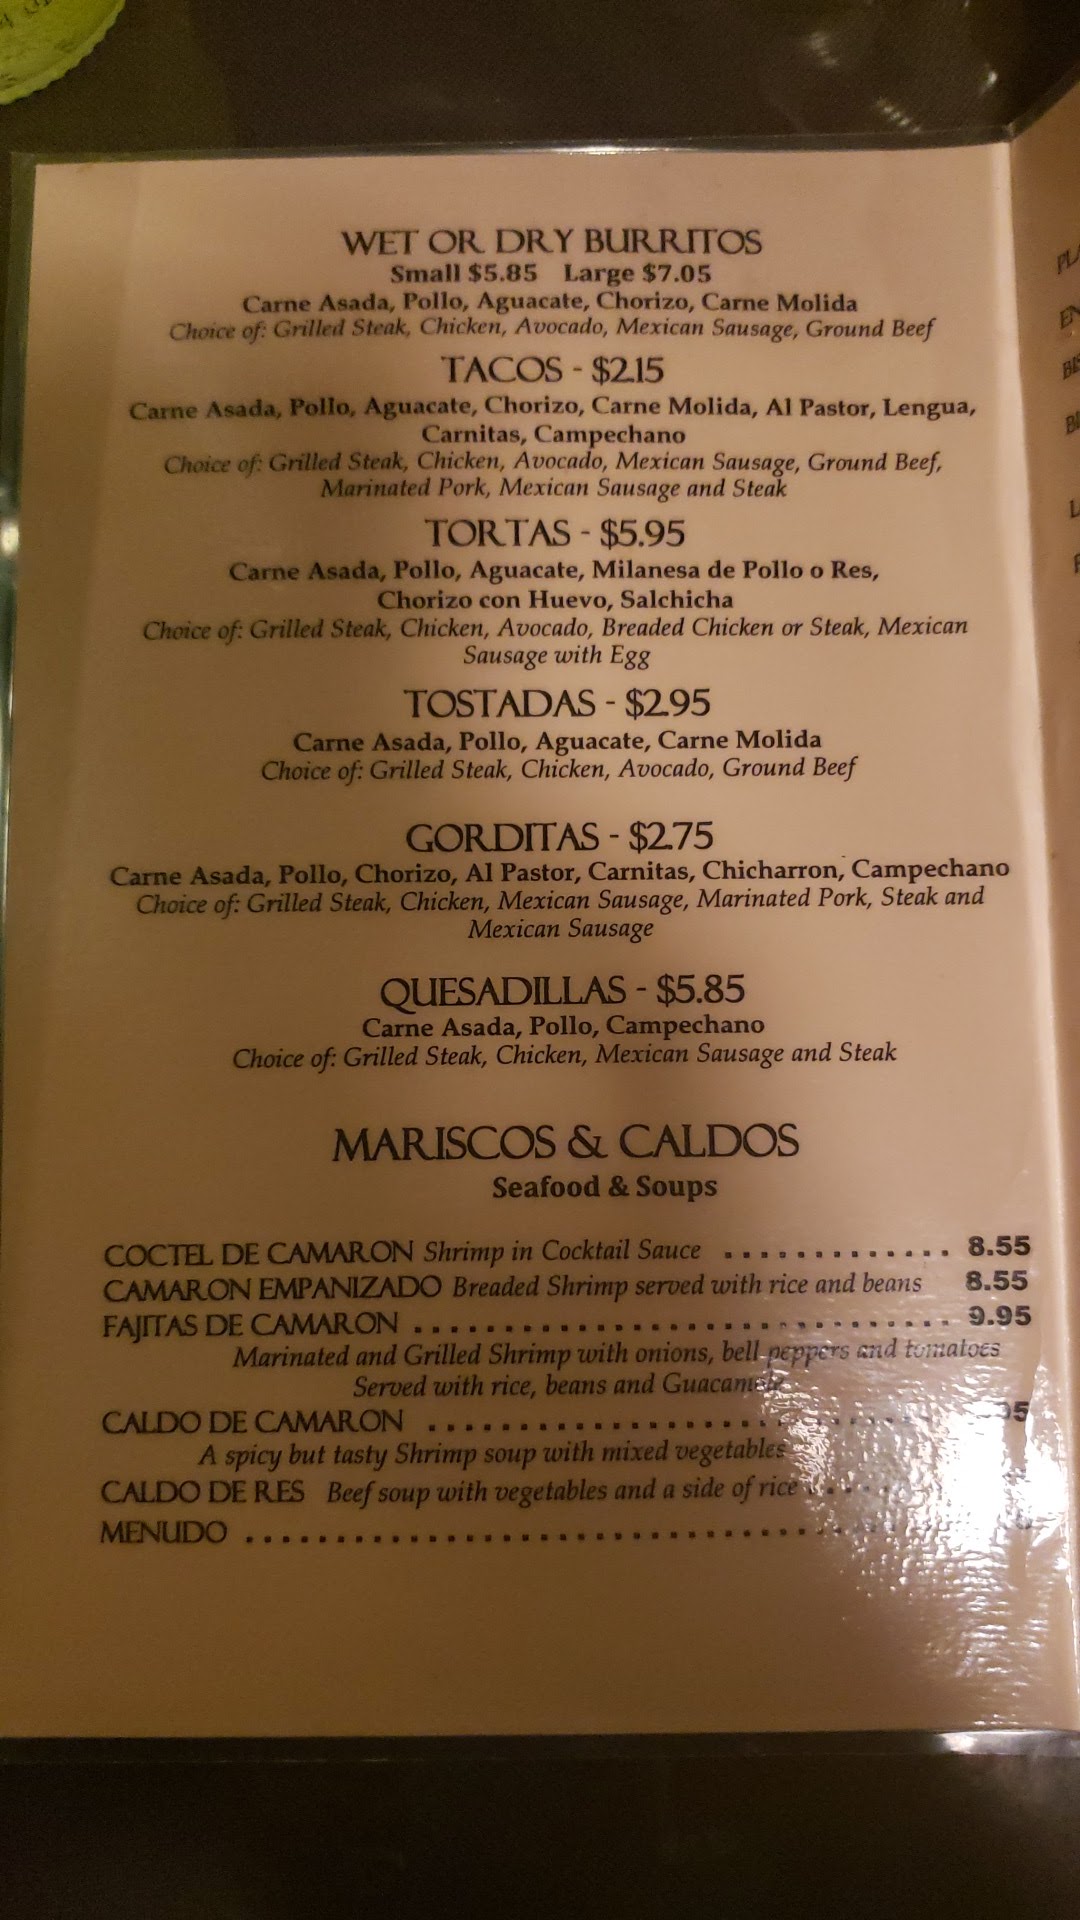 WET OR DRY BURRITOS
Small $5.85 Large $7.05
Carne Asada, Pollo, Aguacate, Chorizo, Carne Molida
Choice of: Grilled Steak, Chicken, Avocado, Mexican Sausage, Ground Beef
TACOS - $2.15
Carne Asada, Pollo, Aguacate, Chorizo, Carne Molida, Al Pastor, Lengua,
Carnitas, Campechano
Choice of: Grilled Steak, Chicken, Avocado, Mexican Sausage, Ground Beef,
Marinated Pork, Mexican Sausage and Steak
TORTAS - $5.95
Carne Asada, Pollo, Aguacate, Milanesa de Pollo o Res,
Chorizo con Huevo, Salchicha
Choice of: Grilled Steak, Chicken, Avocado, Breaded Chicken or Steak, Mexican
Sausage with Egg
TOSTADAS - $2.95
Carne Asada, Pollo, Aguacate, Carne Molida
Choice of: Grilled Steak, Chicken, Avocado, Ground Beef
GORDITAS - $2.75
Carne Asada, Pollo, Chorizo, Al Pastor, Carnitas, Chicharron, Campechano
Choice of: Grilled Steak, Chicken, Mexican Sausage, Marinated Pork, Steak and
Mexican Sausage
QUESADILLAS - $5.85
Carne Asada, Pollo, Campechano
Choice of: Grilled Steak, Chicken, Mexican Sausage and Steak
MARISCOS & CALDOS
Seafood & Soups
COCTEL DE CAMARON Shrimp in Cocktail Sauce . . . . . . . . . . . . . 8.55
CAMARON EMPANIZADO Breaded Shrimp served with rice and beans 8.55
FAJITAS DE CAMARON . . . . . . . . . . . . . . . . . . . . . . . . . . . . . . 9.95
Marinated and Grilled Shrimp with onions, bell peppers and tomatoes
Served with rice, beans and Guacamole
CALDO DE CAMARON . . . . . . . . . . . . . . . . . . . . . . . . . . . .
A spicy but tasty Shrimp soup with mixed vegetables
CALDO DE RES Beef soup with vegetables and a side of rice . . . . .
MENUDO . . . . . . . . . . . . . . . . . . . . . . . . . . . . . . . . . .